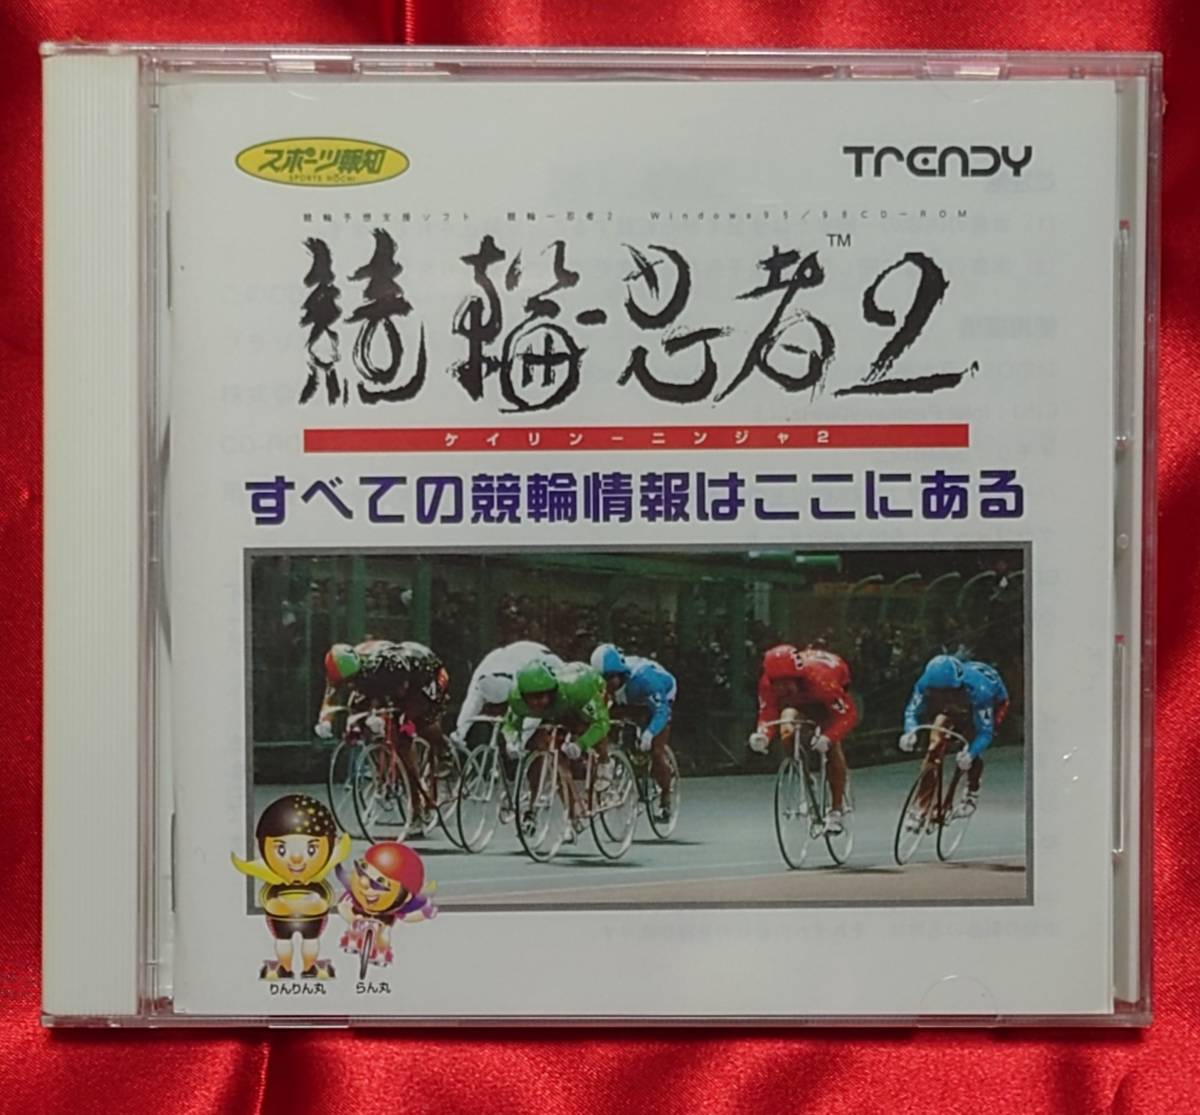 スポーツ報知
SPORTS HOCHI
TRENDY
競輪予想支援ソフト 競輪-忍者2 Windows95/98CD-ROM
競輪-忍者2
TM
ケイリン-ニンジャ2
すべての競輪情報はここにある
りんりん丸
らん丸